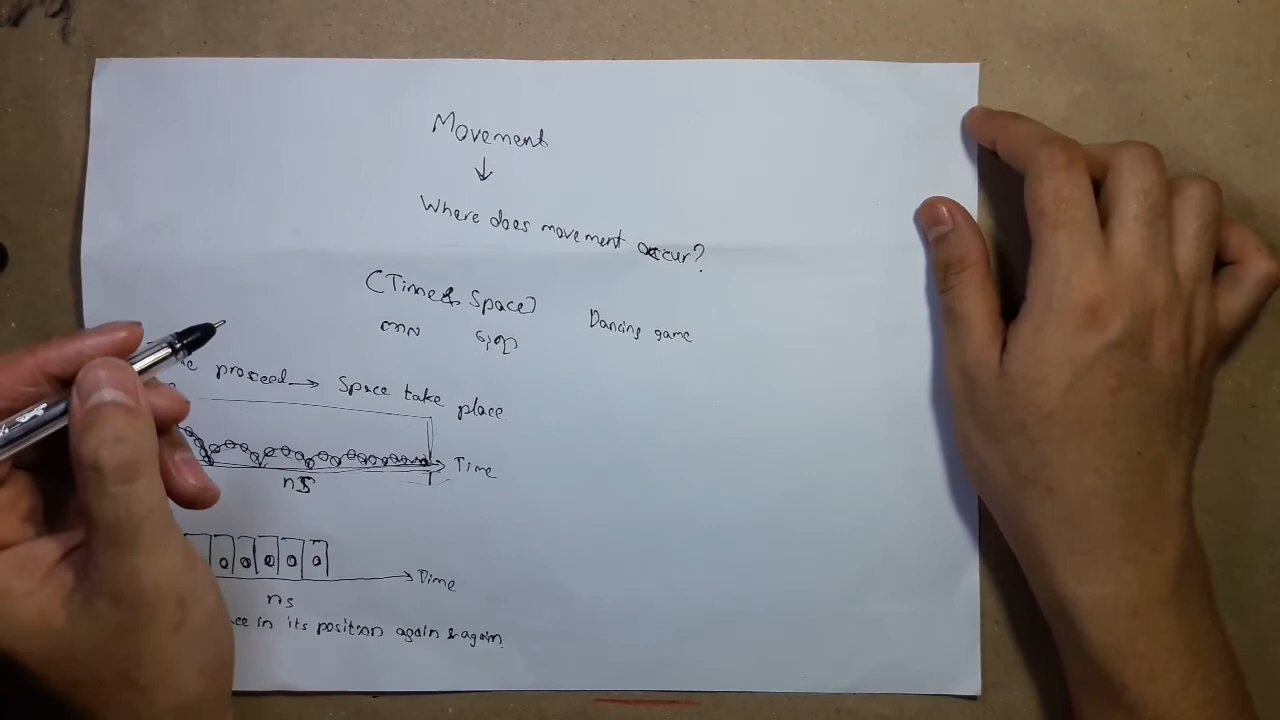 Movement
Where does movement occur?
(Time & Space) Dancing game
proseed → Space take place
Time
ns
Time
ns
in its position again & again.